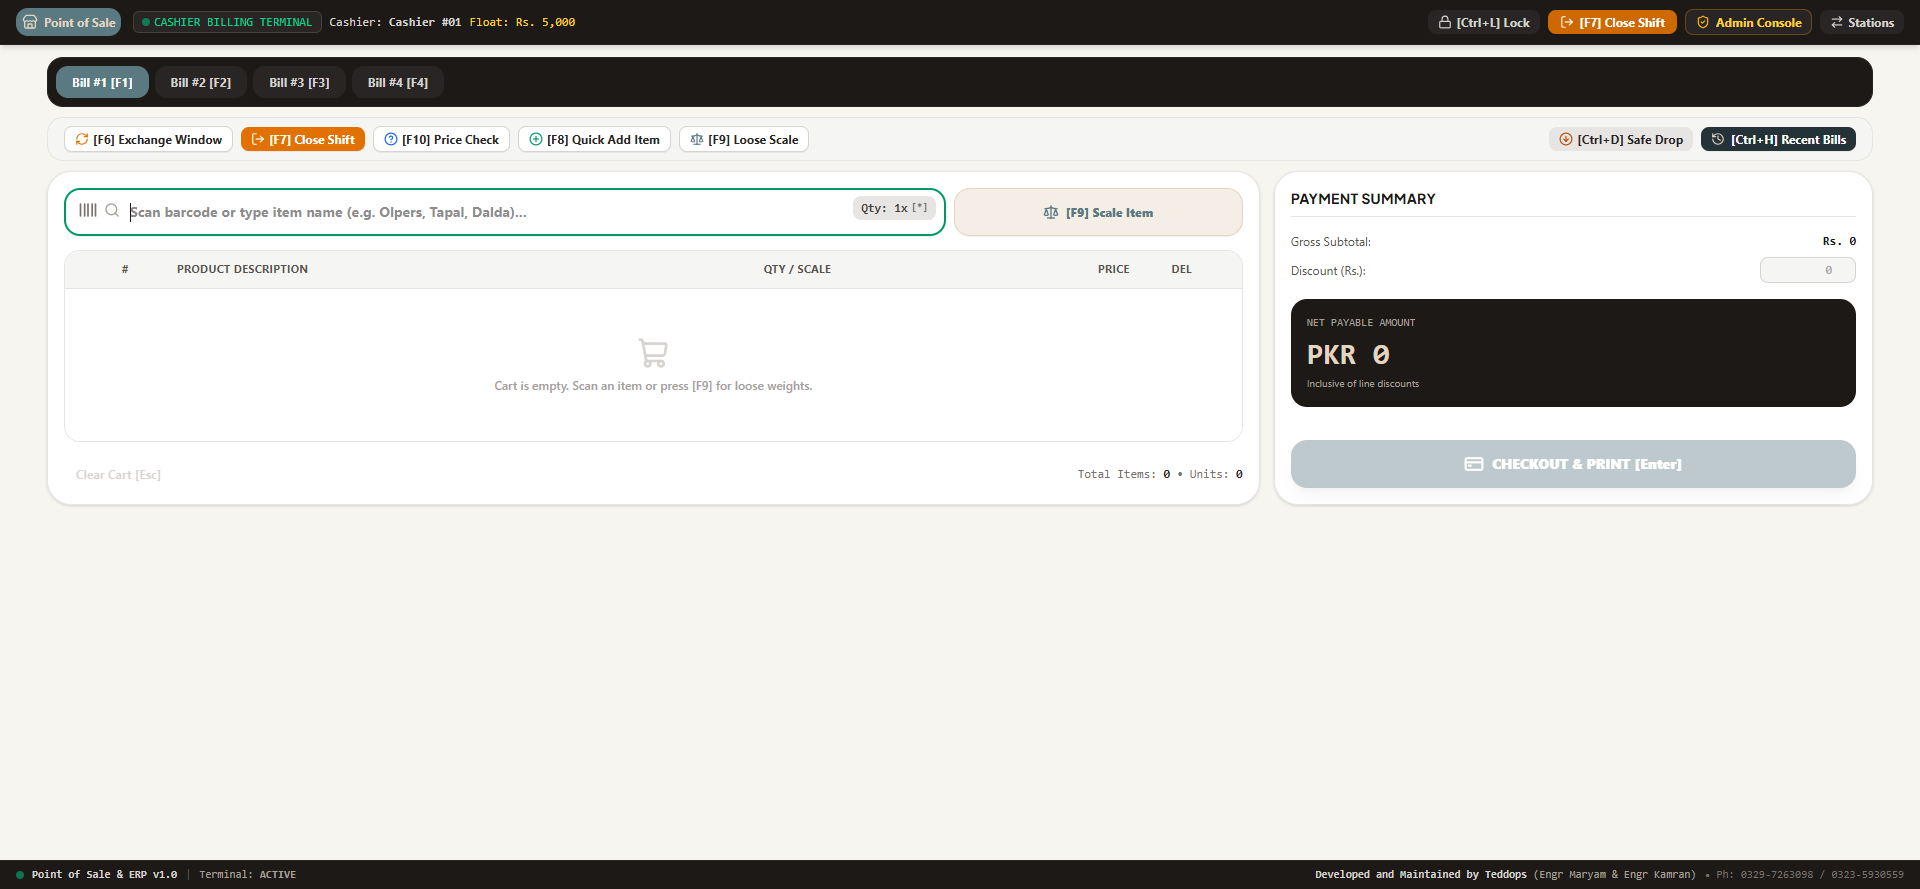 Point of Sale
CASHIER BILLING TERMINAL
Cashier: Cashier #01 Float: Rs. 5,000
[Ctrl+L] Lock
[F7] Close Shift
Admin Console
Stations
Bill #1 [F1]
Bill #2 [F2]
Bill #3 [F3]
Bill #4 [F4]
[F6] Exchange Window
[F7] Close Shift
[F10] Price Check
[F8] Quick Add Item
[F9] Loose Scale
[Ctrl+D] Safe Drop
[Ctrl+H] Recent Bills
Scan barcode or type item name (e.g. Olpers, Tapal, Dalda)...
Qty: 1x [*]
[F9] Scale Item
# PRODUCT DESCRIPTION QTY / SCALE PRICE DEL
Cart is empty. Scan an item or press [F9] for loose weights.
Clear Cart [Esc]
Total Items: 0 • Units: 0
PAYMENT SUMMARY
Gross Subtotal: Rs. 0
Discount (Rs.): 0
NET PAYABLE AMOUNT
PKR 0
Inclusive of line discounts
CHECKOUT & PRINT [Enter]
Point of Sale & ERP v1.0 | Terminal: ACTIVE
Developed and Maintained by Teddops (Engr Maryam & Engr Kamran) • Ph: 0329-7263098 / 0323-5930559